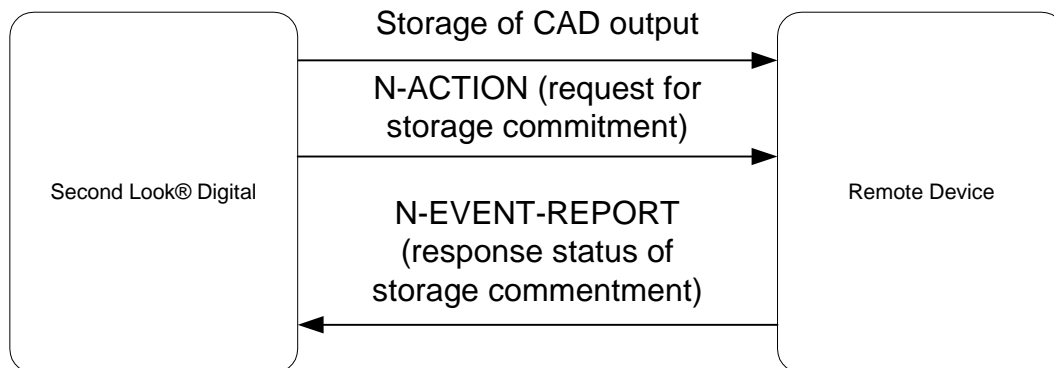 Storage of CAD output
N-ACTION (request for
storage commitment)
Second Look® Digital
Remote Device
N-EVENT-REPORT
(response status of
storage commentment)